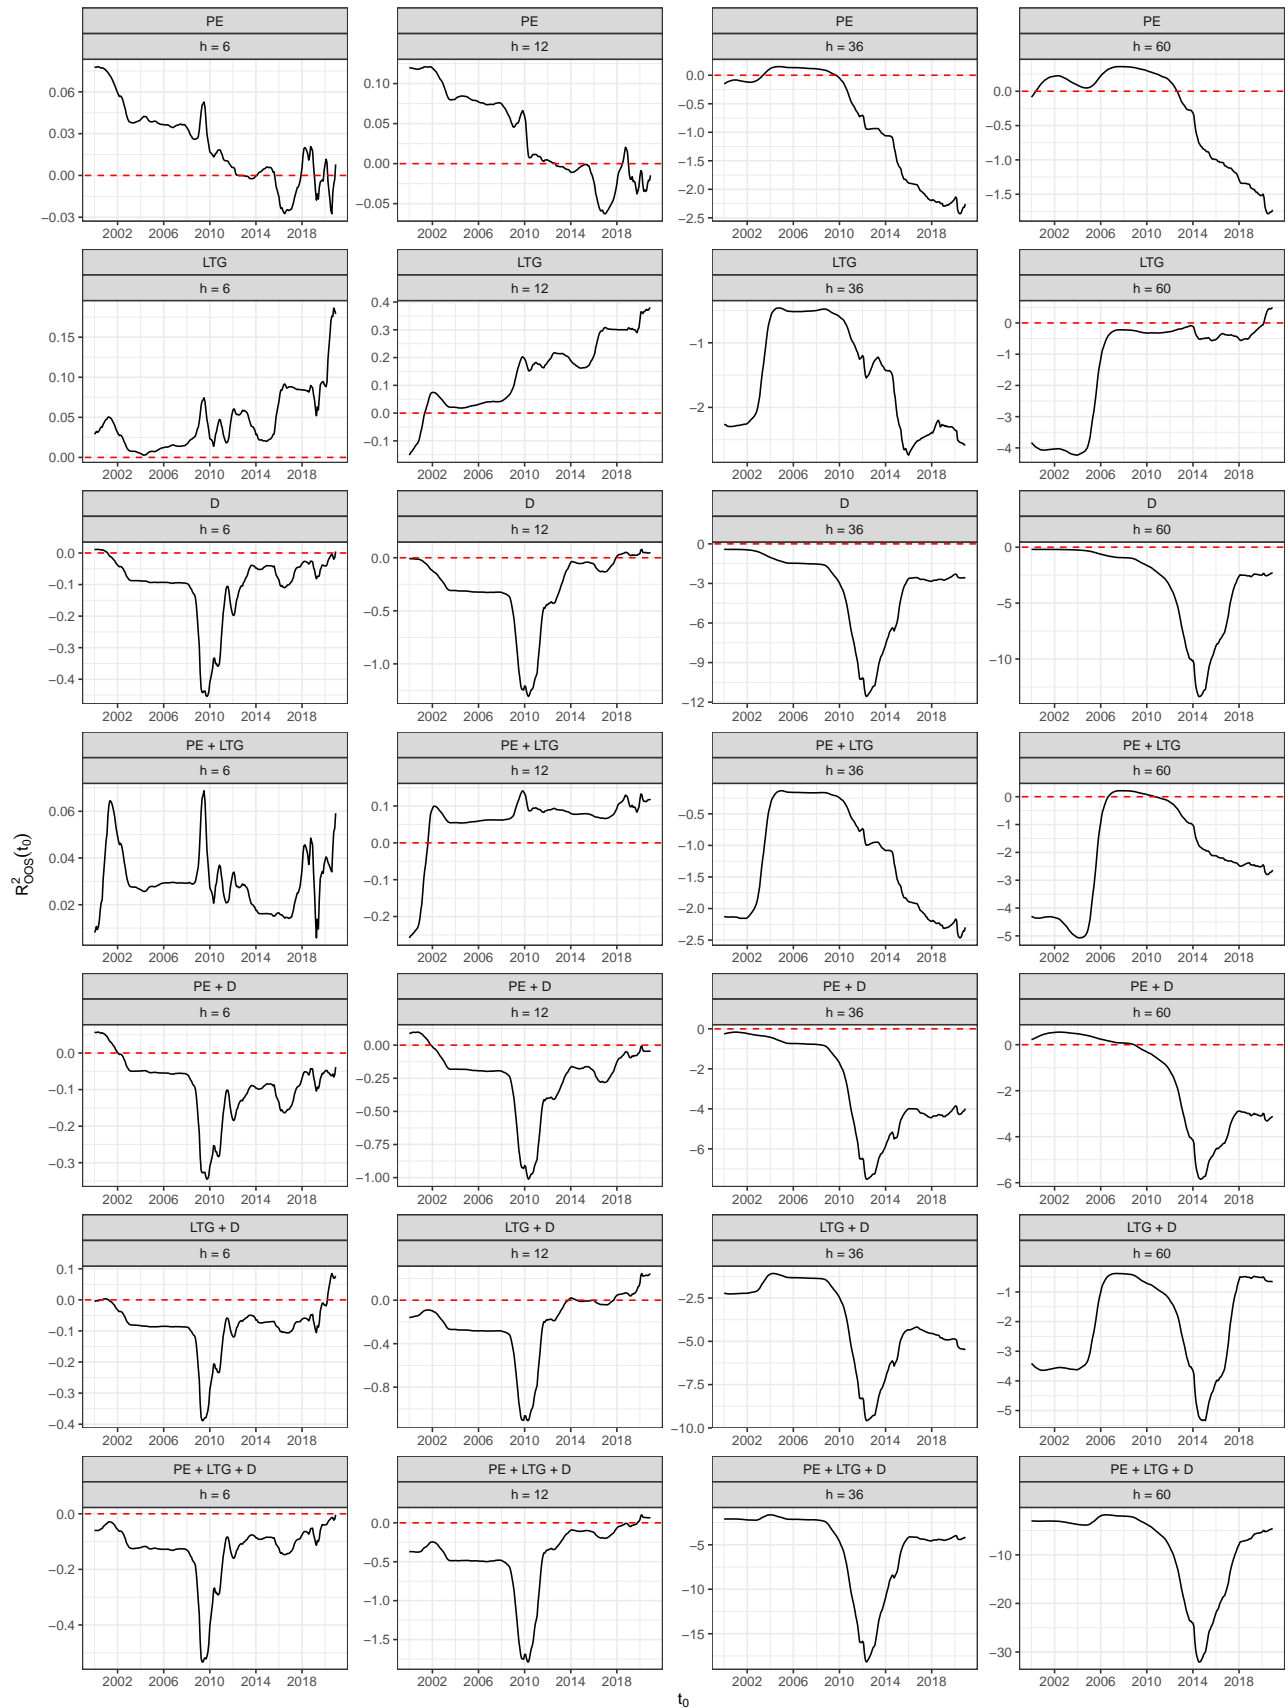 PE PE PE PE
h = 6 h = 12 h = 36 h = 60
0.06 0.03 0.00 −0.03
0.10 0.05 0.00 −0.05
0.0 −0.5 −1.0 −1.5 −2.0 −2.5
0.0 −0.5 −1.0 −1.5
2002 2006 2010 2014 2018 2002 2006 2010 2014 2018 2002 2006 2010 2014 2018 2002 2006 2010 2014 2018
LTG LTG LTG LTG
h = 6 h = 12 h = 36 h = 60
0.15 0.10 0.05 0.00
0.4 0.3 0.2 0.1 0.0 −0.1
−1 −2
0 −1 −2 −3 −4
2002 2006 2010 2014 2018 2002 2006 2010 2014 2018 2002 2006 2010 2014 2018 2002 2006 2010 2014 2018
D D D D
h = 6 h = 12 h = 36 h = 60
0.0 −0.1 −0.2 −0.3 −0.4
0.0 −0.5 −1.0
0 −3 −6 −9 −12
0 −5 −10
2002 2006 2010 2014 2018 2002 2006 2010 2014 2018 2002 2006 2010 2014 2018 2002 2006 2010 2014 2018
PE + LTG PE + LTG PE + LTG PE + LTG
h = 6 h = 12 h = 36 h = 60
0.06 0.04 0.02
0.1 0.0 −0.1 −0.2
−0.5 −1.0 −1.5 −2.0 −2.5
0 −1 −2 −3 −4 −5
R²OOS(t₀)
2002 2006 2010 2014 2018 2002 2006 2010 2014 2018 2002 2006 2010 2014 2018 2002 2006 2010 2014 2018
PE + D PE + D PE + D PE + D
h = 6 h = 12 h = 36 h = 60
0.0 −0.1 −0.2 −0.3
0.00 −0.25 −0.50 −0.75 −1.00
0 −2 −4 −6
0 −2 −4 −6
2002 2006 2010 2014 2018 2002 2006 2010 2014 2018 2002 2006 2010 2014 2018 2002 2006 2010 2014 2018
LTG + D LTG + D LTG + D LTG + D
h = 6 h = 12 h = 36 h = 60
0.1 0.0 −0.1 −0.2 −0.3 −0.4
0.0 −0.4 −0.8
−2.5 −5.0 −7.5 −10.0
−1 −2 −3 −4 −5
2002 2006 2010 2014 2018 2002 2006 2010 2014 2018 2002 2006 2010 2014 2018 2002 2006 2010 2014 2018
PE + LTG + D PE + LTG + D PE + LTG + D PE + LTG + D
h = 6 h = 12 h = 36 h = 60
0.0 −0.2 −0.4
0.0 −0.5 −1.0 −1.5
−5 −10 −15
−10 −20 −30
2002 2006 2010 2014 2018 2002 2006 2010 2014 2018 2002 2006 2010 2014 2018 2002 2006 2010 2014 2018
t₀